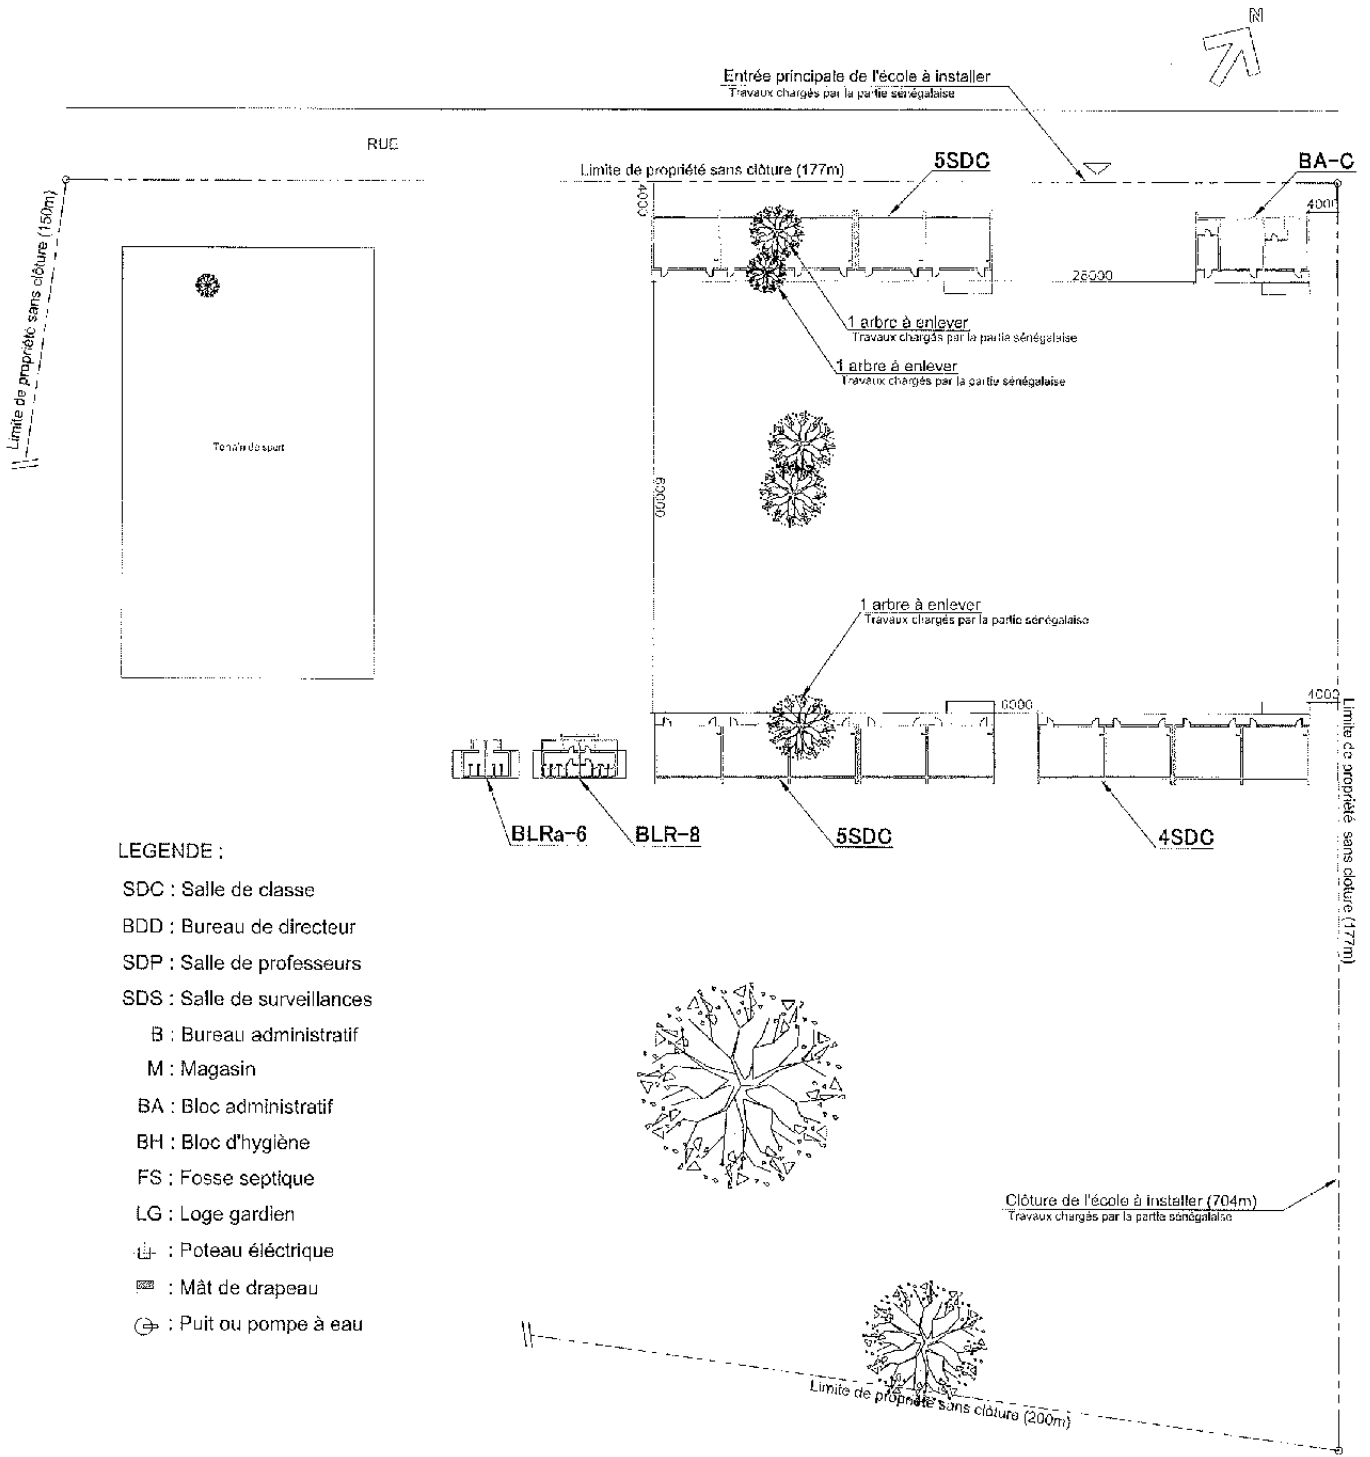 N
Entrée principale de l'école à installer
Travaux chargés par la partie sénégalaise
RUE
Limite de propriété sans clôture (177m)
5SDC
BA-C
4000
4000
Limite de propriété sans clôture (150m)
28000
1 arbre à enlever
Travaux chargés par la partie sénégalaise
1 arbre à enlever
Travaux chargés par la partie sénégalaise
Terrain de sport
60000
1 arbre à enlever
Travaux chargés par la partie sénégalaise
6000
4000
Limite de propriété sans clôture (177m)
BLRa-6
BLR-8
5SDC
4SDC
LEGENDE :
SDC : Salle de classe
BDD : Bureau de directeur
SDP : Salle de professeurs
SDS : Salle de surveillances
B : Bureau administratif
M : Magasin
BA : Bloc administratif
BH : Bloc d'hygiène
FS : Fosse septique
LG : Loge gardien
: Poteau éléctrique
: Mât de drapeau
: Puit ou pompe à eau
Clôture de l'école à installer (704m)
Travaux chargés par la partie sénégalaise
Limite de propriété sans clôture (200m)